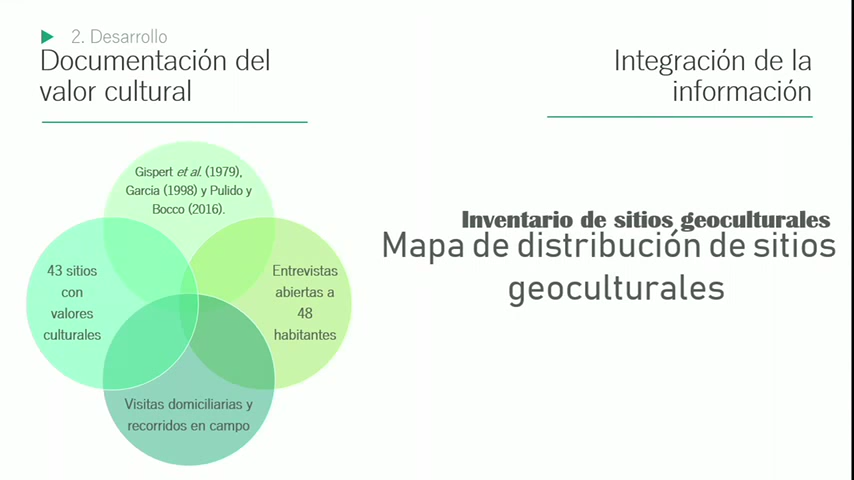 2. Desarrollo
Documentación del
valor cultural
Gispert et al. (1979),
García (1998) y Pulido y
Bocco (2016).
43 sitios
con
valores
culturales
Entrevistas
abiertas a
48
habitantes
Visitas domiciliarias y
recorridos en campo
Integración de la
información
Inventario de sitios geoculturales
Mapa de distribución de sitios
geoculturales